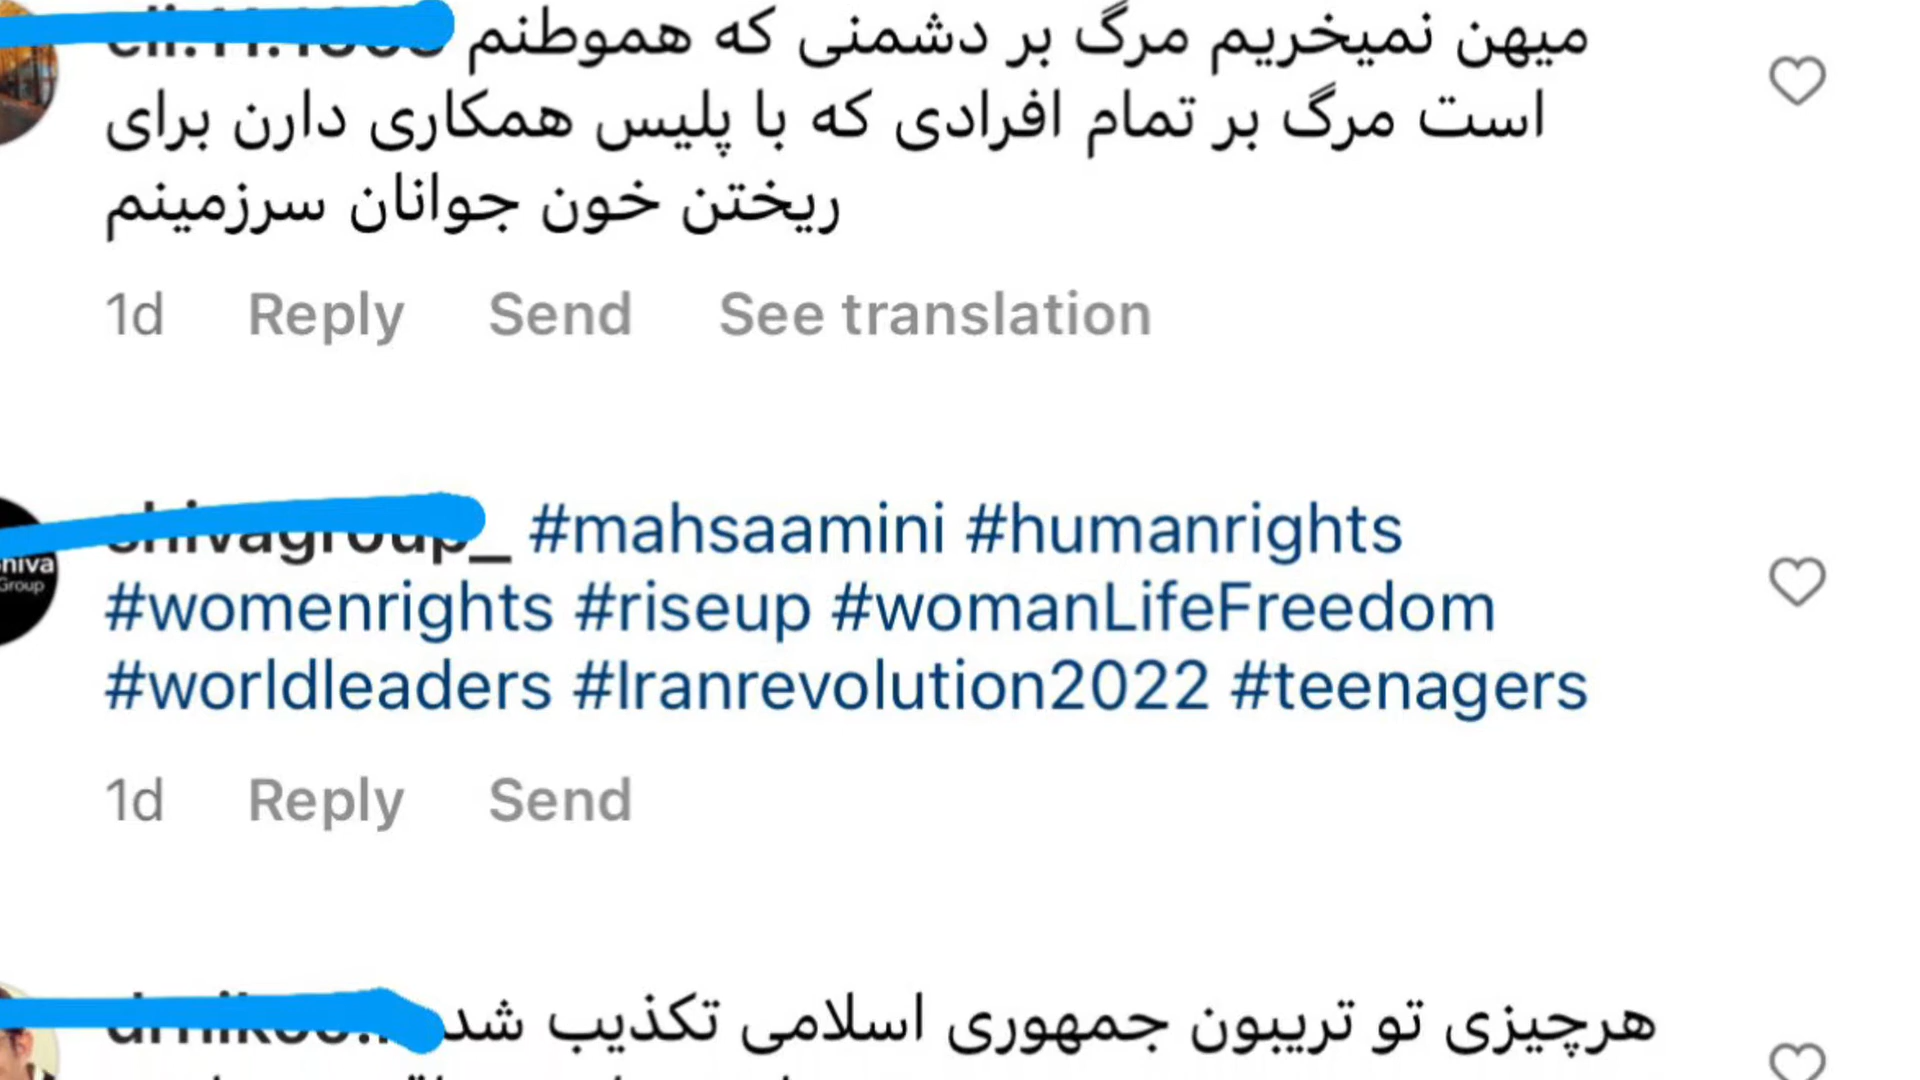 میهن نمیخریم مرگ بر دشمنی که هموطنم
است مرگ بر تمام افرادی که با پلیس همکاری دارن برای
ریختن خون جوانان سرزمینم
1d Reply Send See translation
#mahsaamini #humanrights
#womenrights #riseup #womanLifeFreedom
#worldleaders #Iranrevolution2022 #teenagers
Group
1d Reply Send
هرچیزی تو تریبون جمهوری اسلامی تکذیب شد